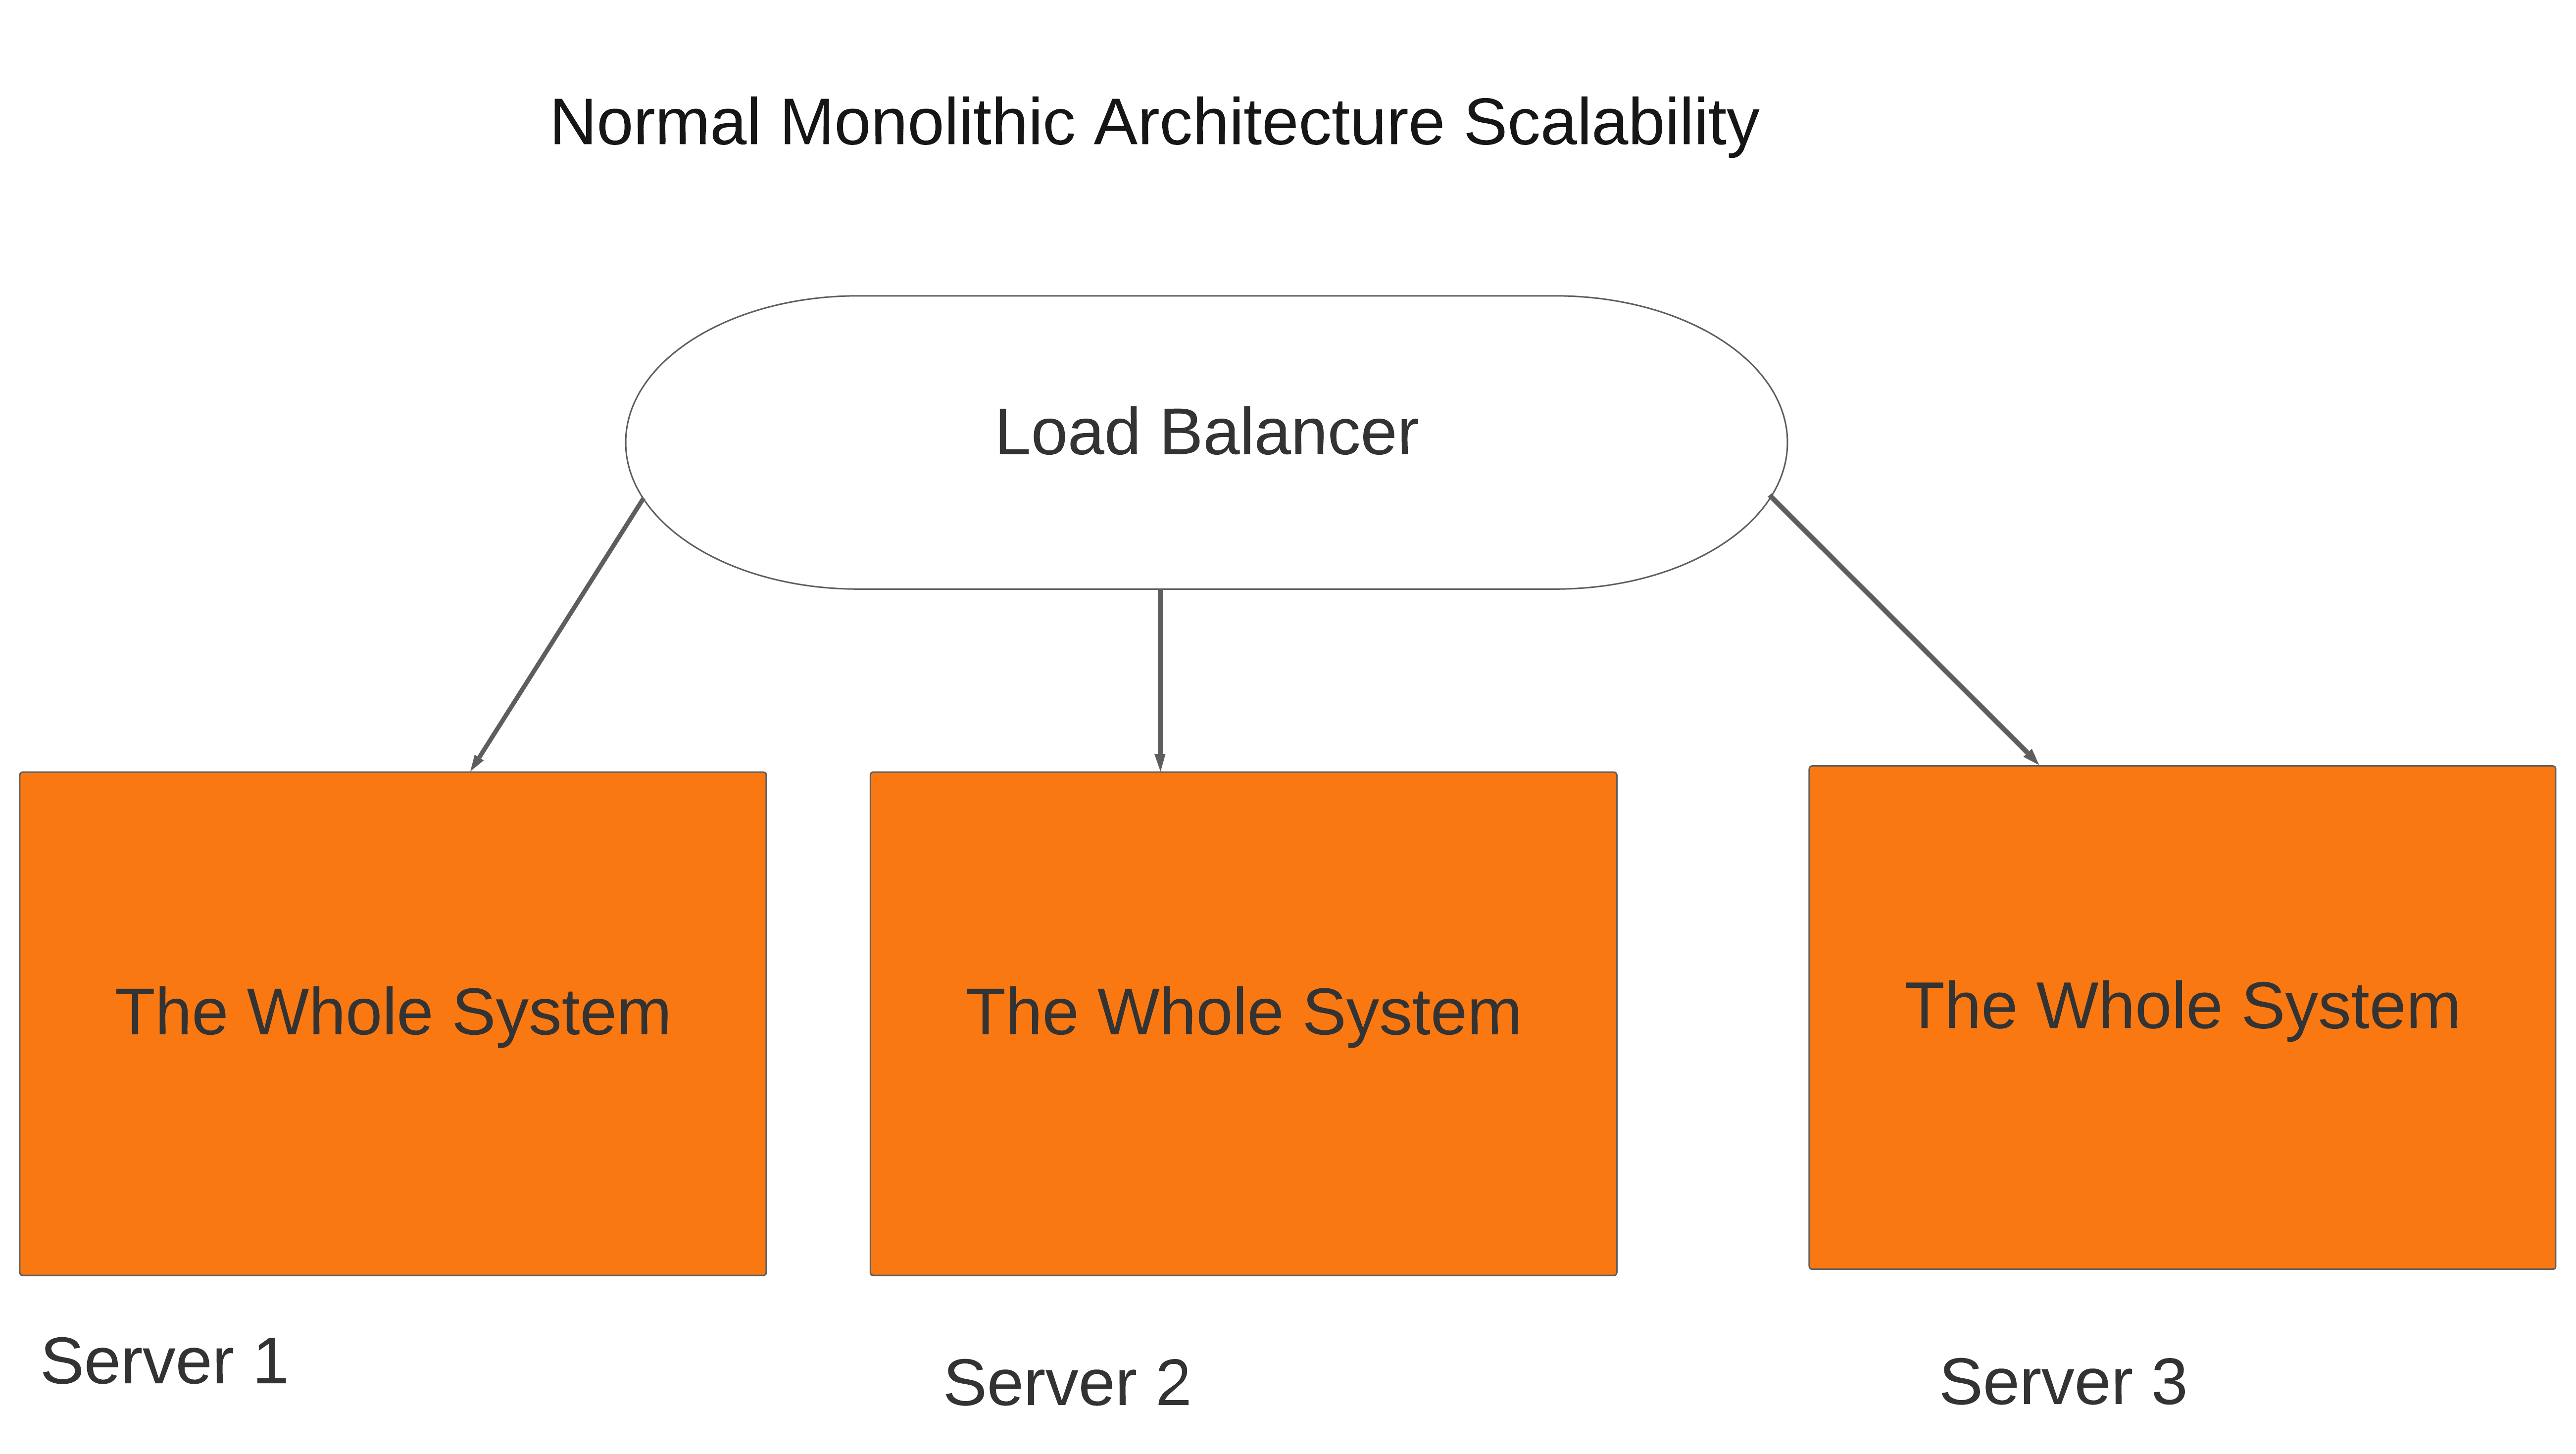 Normal Monolithic Architecture Scalability
Load Balancer
The Whole System
The Whole System
The Whole System
Server 1
Server 2
Server 3